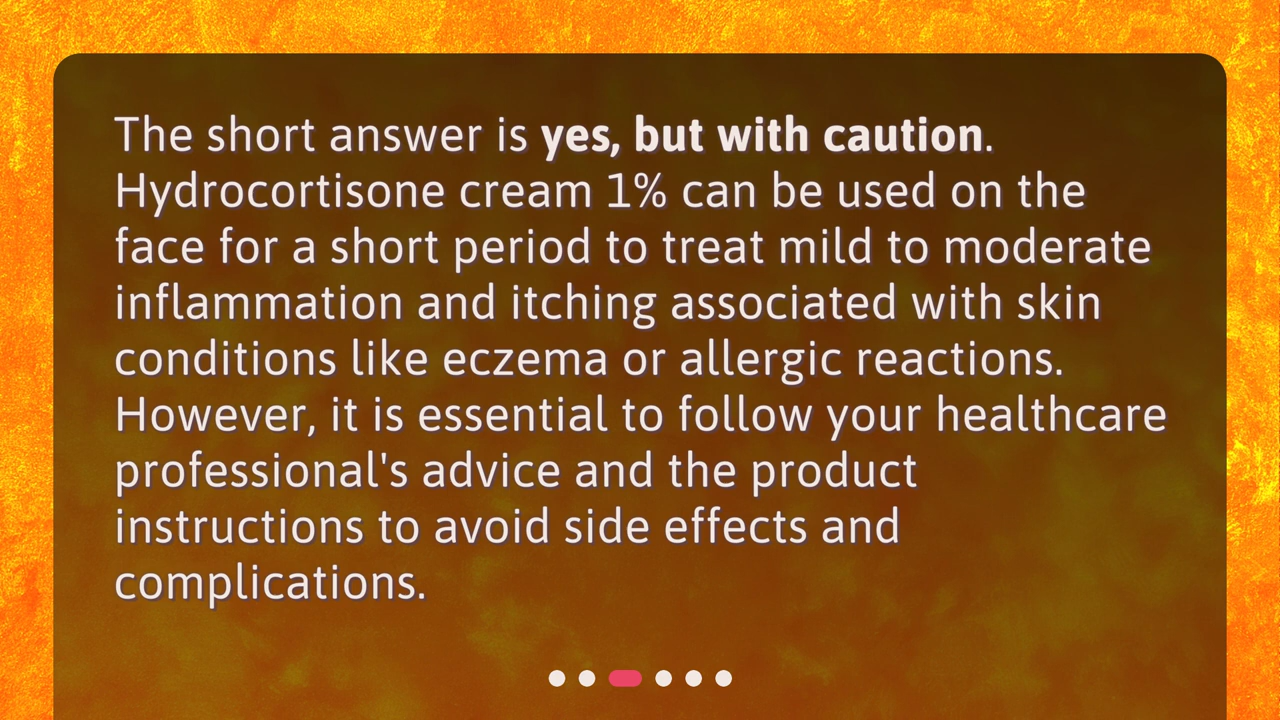 The short answer is yes, but with caution.
Hydrocortisone cream 1% can be used on the
face for a short period to treat mild to moderate
inflammation and itching associated with skin
conditions like eczema or allergic reactions.
However, it is essential to follow your healthcare
professional's advice and the product
instructions to avoid side effects and
complications.